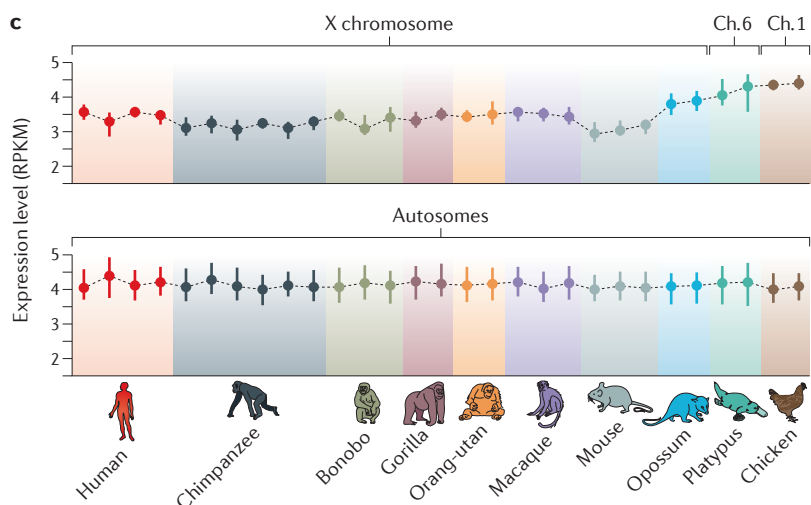 c
X chromosome
Ch.6
Ch.1
5
4
3
2
Expression level (RPKM)
Autosomes
5
4
3
2
Human
Chimpanzee
Bonobo
Gorilla
Orang-utan
Macaque
Mouse
Opossum
Platypus
Chicken